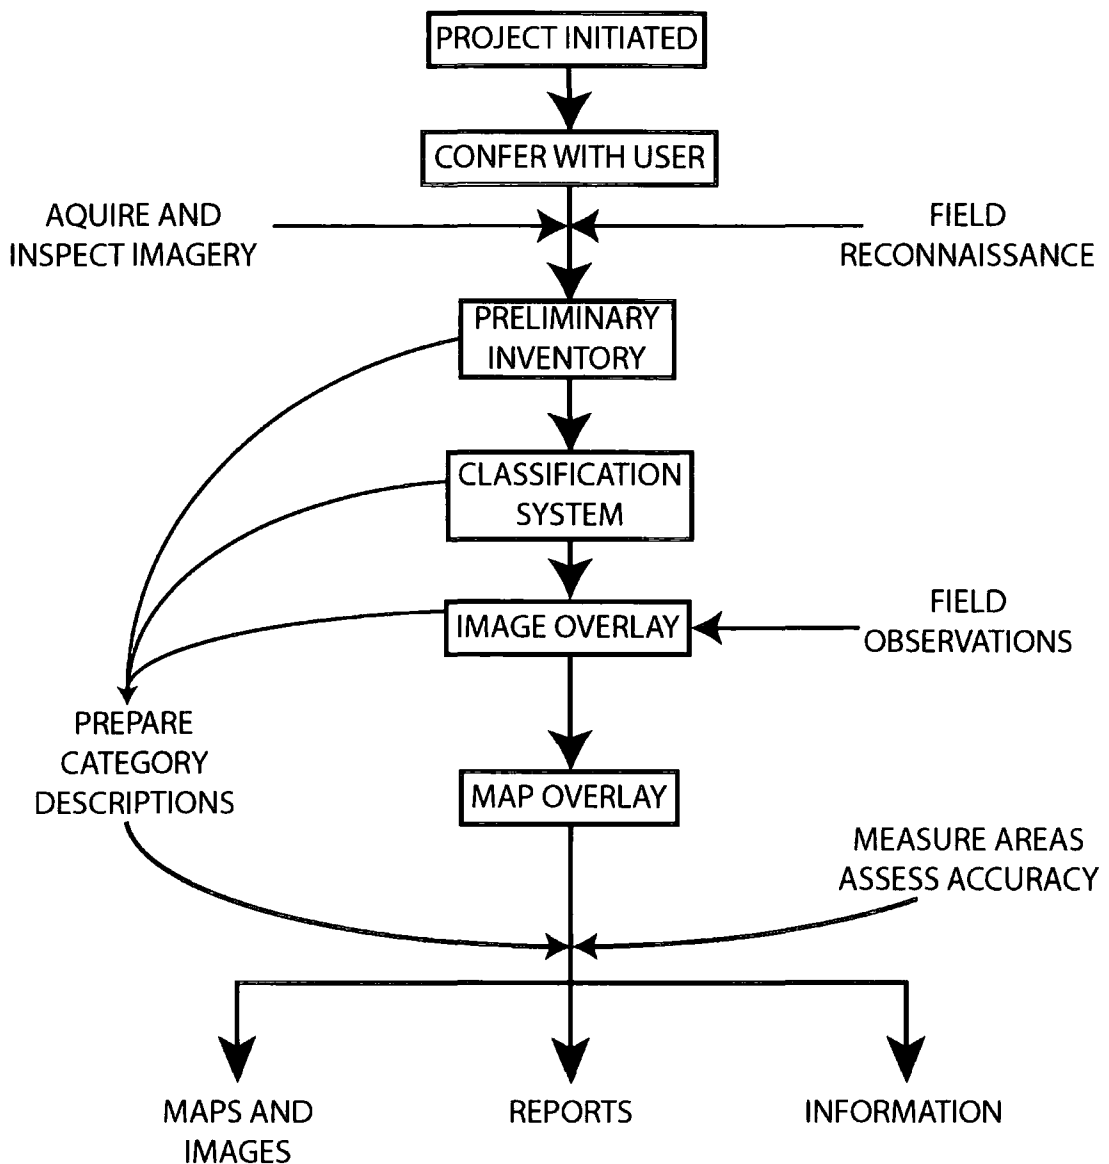 PROJECT INITIATED
CONFER WITH USER
AQUIRE AND
INSPECT IMAGERY
FIELD
RECONNAISSANCE
PRELIMINARY
INVENTORY
CLASSIFICATION
SYSTEM
IMAGE OVERLAY
FIELD
OBSERVATIONS
PREPARE
CATEGORY
DESCRIPTIONS
MAP OVERLAY
MEASURE AREAS
ASSESS ACCURACY
MAPS AND
IMAGES
REPORTS
INFORMATION